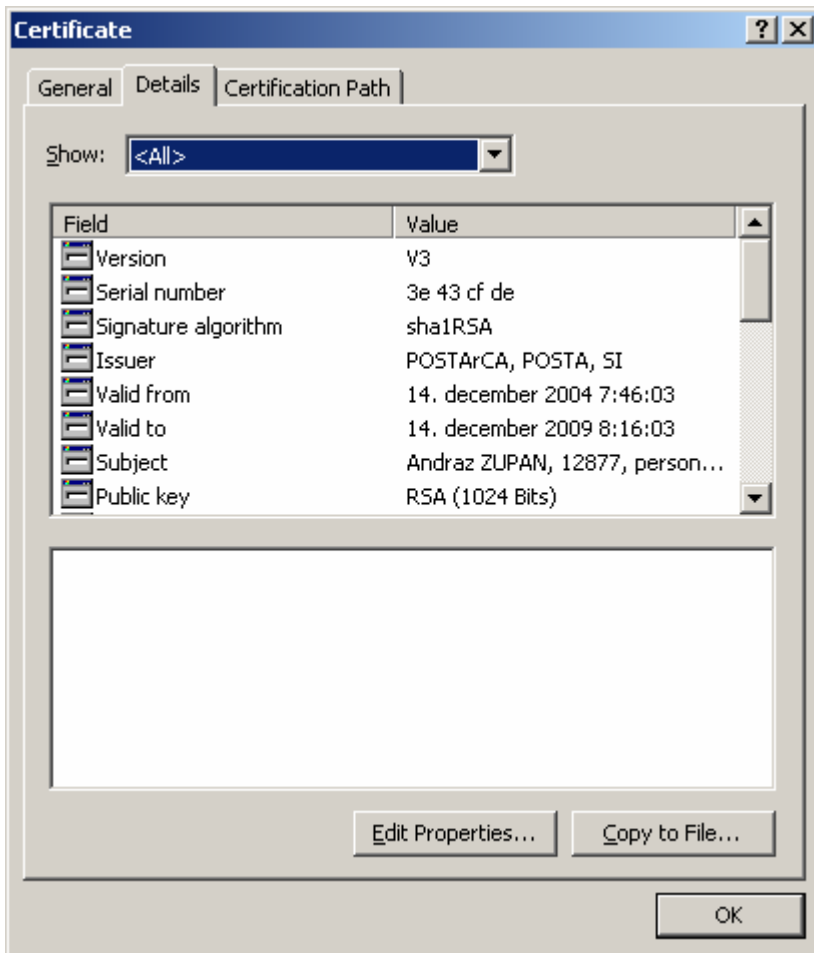 Certificate
General Details Certification Path
Show: <All>
Field Value
Version V3
Serial number 3e 43 cf de
Signature algorithm sha1RSA
Issuer POSTArCA, POSTA, SI
Valid from 14. december 2004 7:46:03
Valid to 14. december 2009 8:16:03
Subject Andraz ZUPAN, 12877, person...
Public key RSA (1024 Bits)
Edit Properties... Copy to File...
OK